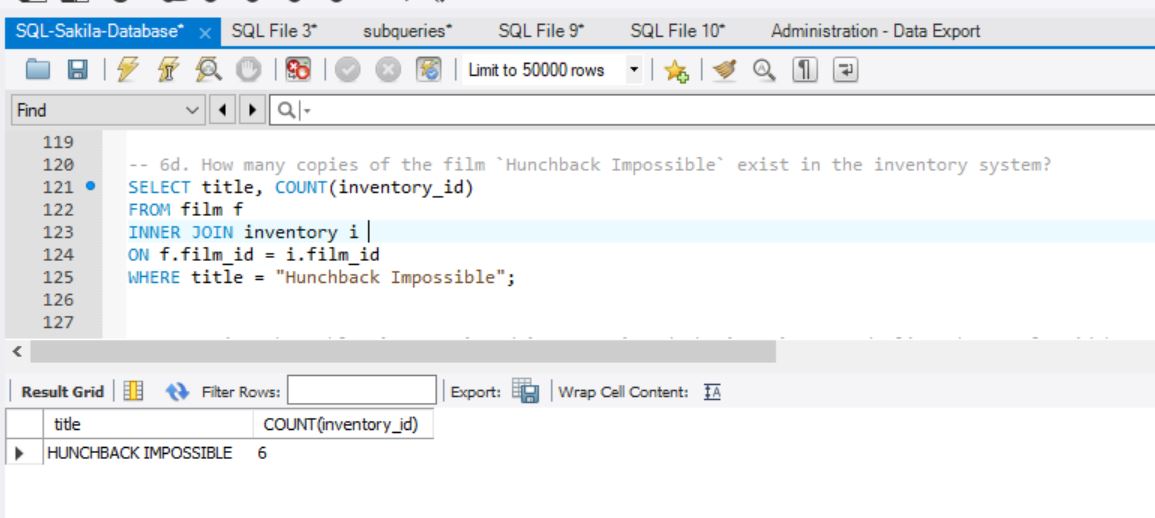 SQL-Sakila-Database* × SQL File 3* subqueries* SQL File 9* SQL File 10* Administration - Data Export
Limit to 50000 rows
Find
119
120 -- 6d. How many copies of the film `Hunchback Impossible` exist in the inventory system?
121 SELECT title, COUNT(inventory_id)
122 FROM film f
123 INNER JOIN inventory i
124 ON f.film_id = i.film_id
125 WHERE title = "Hunchback Impossible";
126
127
Result Grid Filter Rows: Export: Wrap Cell Content: IA
title COUNT(inventory_id)
HUNCHBACK IMPOSSIBLE 6